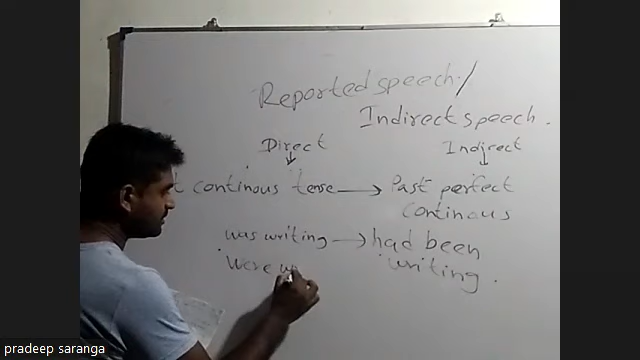 Reported speech /
Indirect speech .
Direct Indirect
continous tense → Past perfect
continous
was writing → had been
writing .
Were w
pradeep saranga